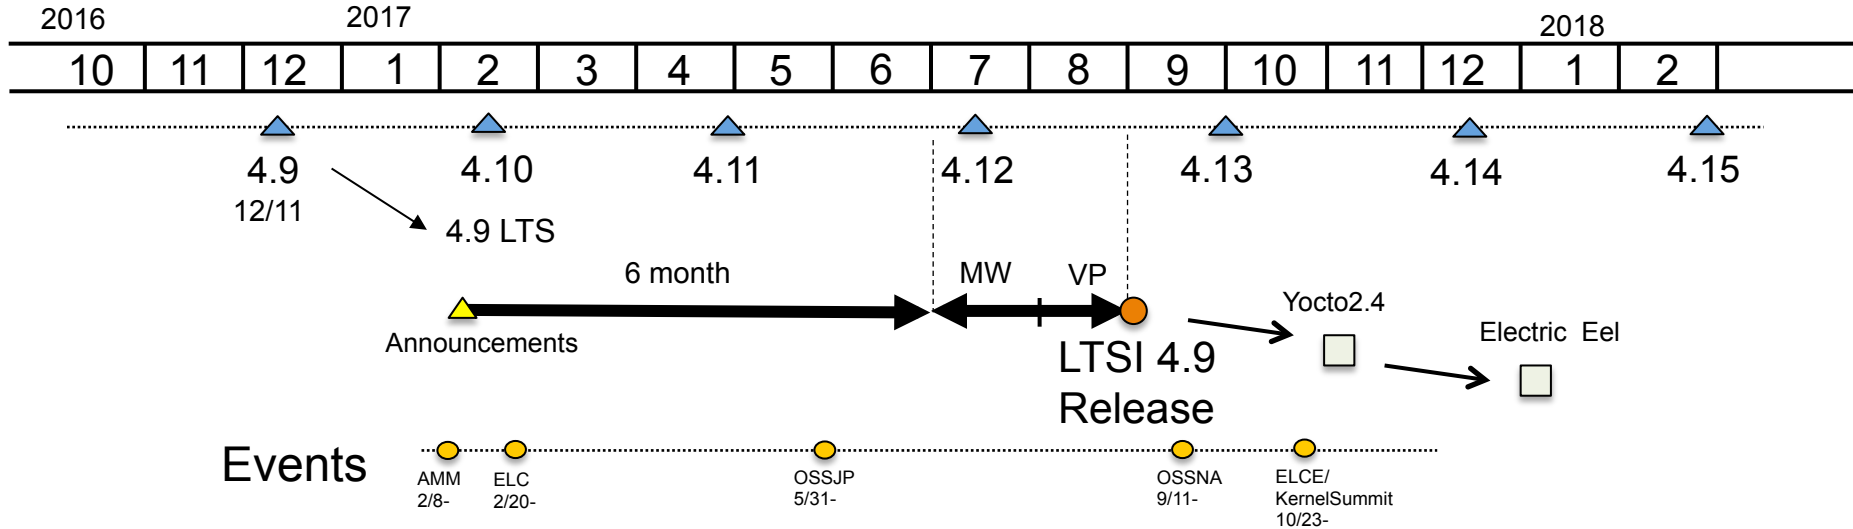 2016
2017
2018
10 11 12 1 2 3 4 5 6 7 8 9 10 11 12 1 2
4.9
12/11
4.10
4.11
4.12
4.13
4.14
4.15
4.9 LTS
6 month
MW
VP
Announcements
LTSI 4.9
Release
Yocto2.4
Electric Eel
Events
AMM
2/8-
ELC
2/20-
OSSJP
5/31-
OSSNA
9/11-
ELCE/
KernelSummit
10/23-